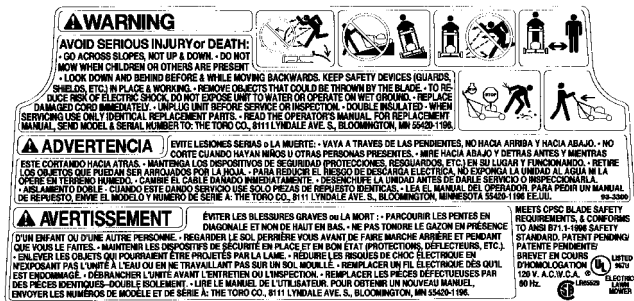 WARNING
AVOID SERIOUS INJURY or DEATH:
• GO ACROSS SLOPES, NOT UP & DOWN. • DO NOT
MOW WHEN CHILDREN OR OTHERS ARE PRESENT
• LOOK DOWN AND BEHIND BEFORE & WHILE MOVING BACKWARDS. KEEP SAFETY DEVICES (GUARDS,
SHIELDS, ETC.) IN PLACE & WORKING. • REMOVE OBJECTS THAT COULD BE THROWN BY THE BLADE. • TO RE-
DUCE RISK OF ELECTRIC SHOCK, DO NOT EXPOSE UNIT TO WATER OR OPERATE ON WET GROUND. • REPLACE
DAMAGED CORD IMMEDIATELY. • UNPLUG UNIT BEFORE SERVICE OR INSPECTION. • DOUBLE INSULATED - WHEN
SERVICING USE ONLY IDENTICAL REPLACEMENT PARTS. • READ THE OPERATOR'S MANUAL. FOR REPLACEMENT
MANUAL, SEND MODEL & SERIAL NUMBER TO: THE TORO CO., 8111 LYNDALE AVE. S., BLOOMINGTON, MN 55420-1196.
STOP
ADVERTENCIA
EVITE LESIONES SERIAS o LA MUERTE: • VAYA A TRAVES DE LAS PENDIENTES, NO HACIA ARRIBA Y HACIA ABAJO. • NO
CORTE CUANDO HAYAN NIÑOS U OTRAS PERSONAS PRESENTES. • MIRE HACIA ABAJO Y DETRAS ANTES Y MIENTRAS
ESTE CORTANDO HACIA ATRAS. • MANTENGA LOS DISPOSITIVOS DE SEGURIDAD (PROTECCIONES, RESGUARDOS, ETC.) EN SU LUGAR Y FUNCIONANDO. • RETIRE
LOS OBJETOS QUE PUEDAN SER ARROJADOS POR LA HOJA. • PARA REDUCIR EL RIESGO DE DESCARGA ELECTRICA, NO EXPONGA LA UNIDAD AL AGUA NI LA
OPERE EN TERRENO HUMEDO. • CAMBIE EL CABLE DAÑADO INMEDIATAMENTE. • DESENCHUFE LA UNIDAD ANTES DE DARLE SERVICIO O INSPECCIONARLA.
• AISLAMIENTO DOBLE - CUANDO ESTE DANDO SERVICIO USE SOLO PIEZAS DE REPUESTO IDENTICAS. • LEA EL MANUAL DEL OPERADOR. PARA PEDIR UN MANUAL
DE REPUESTO, ENVIE EL MODELO Y NUMERO DE SERIE A: THE TORO CO., 8111 LYNDALE AVE. S., BLOOMINGTON, MINNESOTA 55420-1196 EE.UU.
93-3300
AVERTISSEMENT
ÉVITER LES BLESSURES GRAVES ou LA MORT : • PARCOURIR LES PENTES EN
DIAGONALE ET NON DE HAUT EN BAS. • NE PAS TONDRE LE GAZON EN PRÉSENCE
D'UN ENFANT OU D'UNE AUTRE PERSONNE. • REGARDER LE SOL DERRIÈRE VOUS AVANT DE FAIRE MARCHE ARRIÈRE ET PENDANT
QUE VOUS LE FAITES. • MAINTENIR LES DISPOSITIFS DE SÉCURITÉ EN PLACE ET EN BON ÉTAT (PROTECTIONS, DÉFLECTEURS, ETC.).
• ENLEVER LES OBJETS QUI POURRAIENT ÊTRE PROJETÉS PAR LA LAME. • RÉDUIRE LES RISQUES DE CHOC ÉLECTRIQUE EN
N'EXPOSANT PAS L'UNITÉ À L'EAU OU EN NE TRAVAILLANT PAS SUR UN SOL MOUILLÉ. • REMPLACER UN FIL ÉLECTRIQUE DÈS QU'IL
EST ENDOMMAGÉ. • DÉBRANCHER L'UNITÉ AVANT L'ENTRETIEN OU L'INSPECTION. • REMPLACER LES PIÈCES DÉFECTUEUSES PAR
DES PIÈCES IDENTIQUES--DOUBLE ISOLEMENT. • LIRE LE MANUEL DE L'UTILISATEUR. POUR OBTENIR UN NOUVEAU MANUEL,
ENVOYER LES NUMÉROS DE MODÈLE ET DE SÉRIE À: THE TORO CO., 8111 LYNDALE AVE. S., BLOOMINGTON, MN 55420-1196.
MEETS CPSC BLADE SAFETY
REQUIREMENTS, & CONFORMS
TO ANSI B71.1-1996 SAFETY
STANDARD. PATENT PENDING/
PATENTE PENDIENTE/
BREVET EN COURS
D'HOMOLOGATION
120 V. A.C./W.C.A.
60 Hz.
UL
LISTED
ELECTRIC
LAWN
MOWER